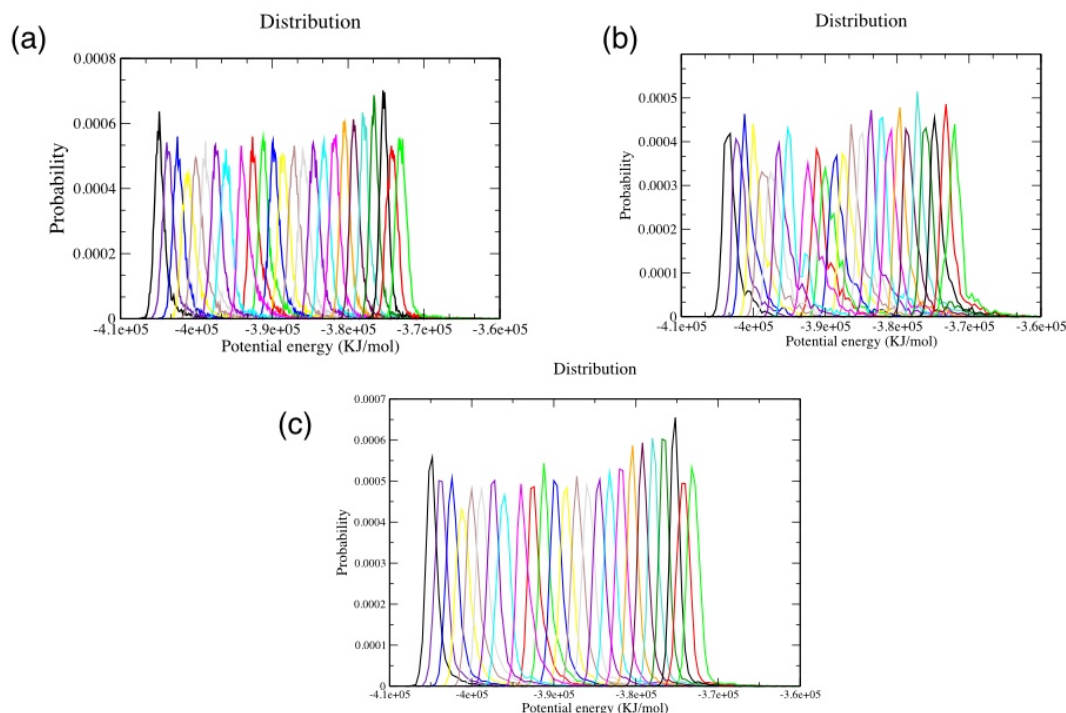 (a)
Distribution
0.0008
0.0006
0.0004
0.0002
0
Probability
-4.1e+05 -4e+05 -3.9e+05 -3.8e+05 -3.7e+05 -3.6e+05
Potential energy (KJ/mol)
(b)
Distribution
0.0005
0.0004
0.0003
0.0002
0.0001
0
Probability
-4.1e+05 -4e+05 -3.9e+05 -3.8e+05 -3.7e+05 -3.6e+05
Potential energy (KJ/mol)
(c)
Distribution
0.0007
0.0006
0.0005
0.0004
0.0003
0.0002
0.0001
0
Probability
-4.1e+05 -4e+05 -3.9e+05 -3.8e+05 -3.7e+05 -3.6e+05
Potential energy (KJ/mol)